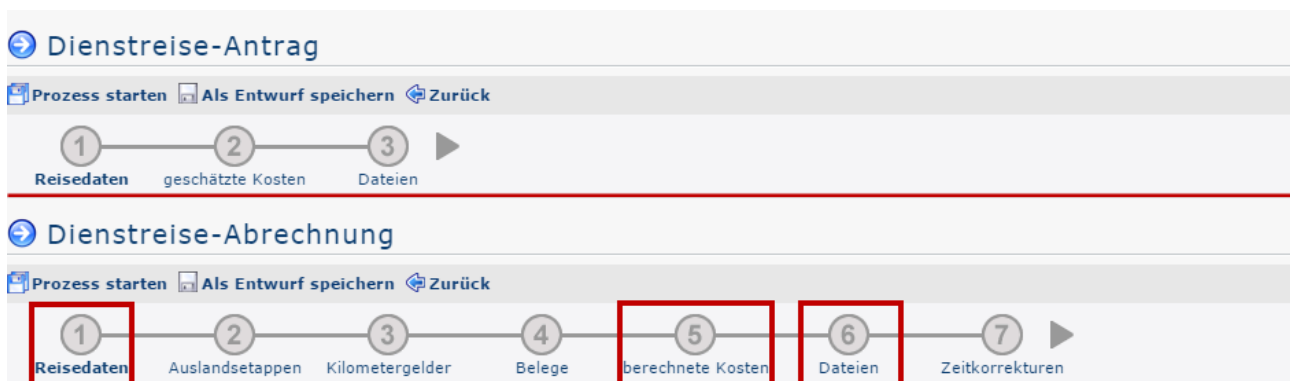 Dienstreise-Antrag
Prozess starten Als Entwurf speichern Zurück
1 2 3
Reisedaten geschätzte Kosten Dateien
Dienstreise-Abrechnung
Prozess starten Als Entwurf speichern Zurück
1 2 3 4 5 6 7
Reisedaten Auslandsetappen Kilometergelder Belege berechnete Kosten Dateien Zeitkorrekturen